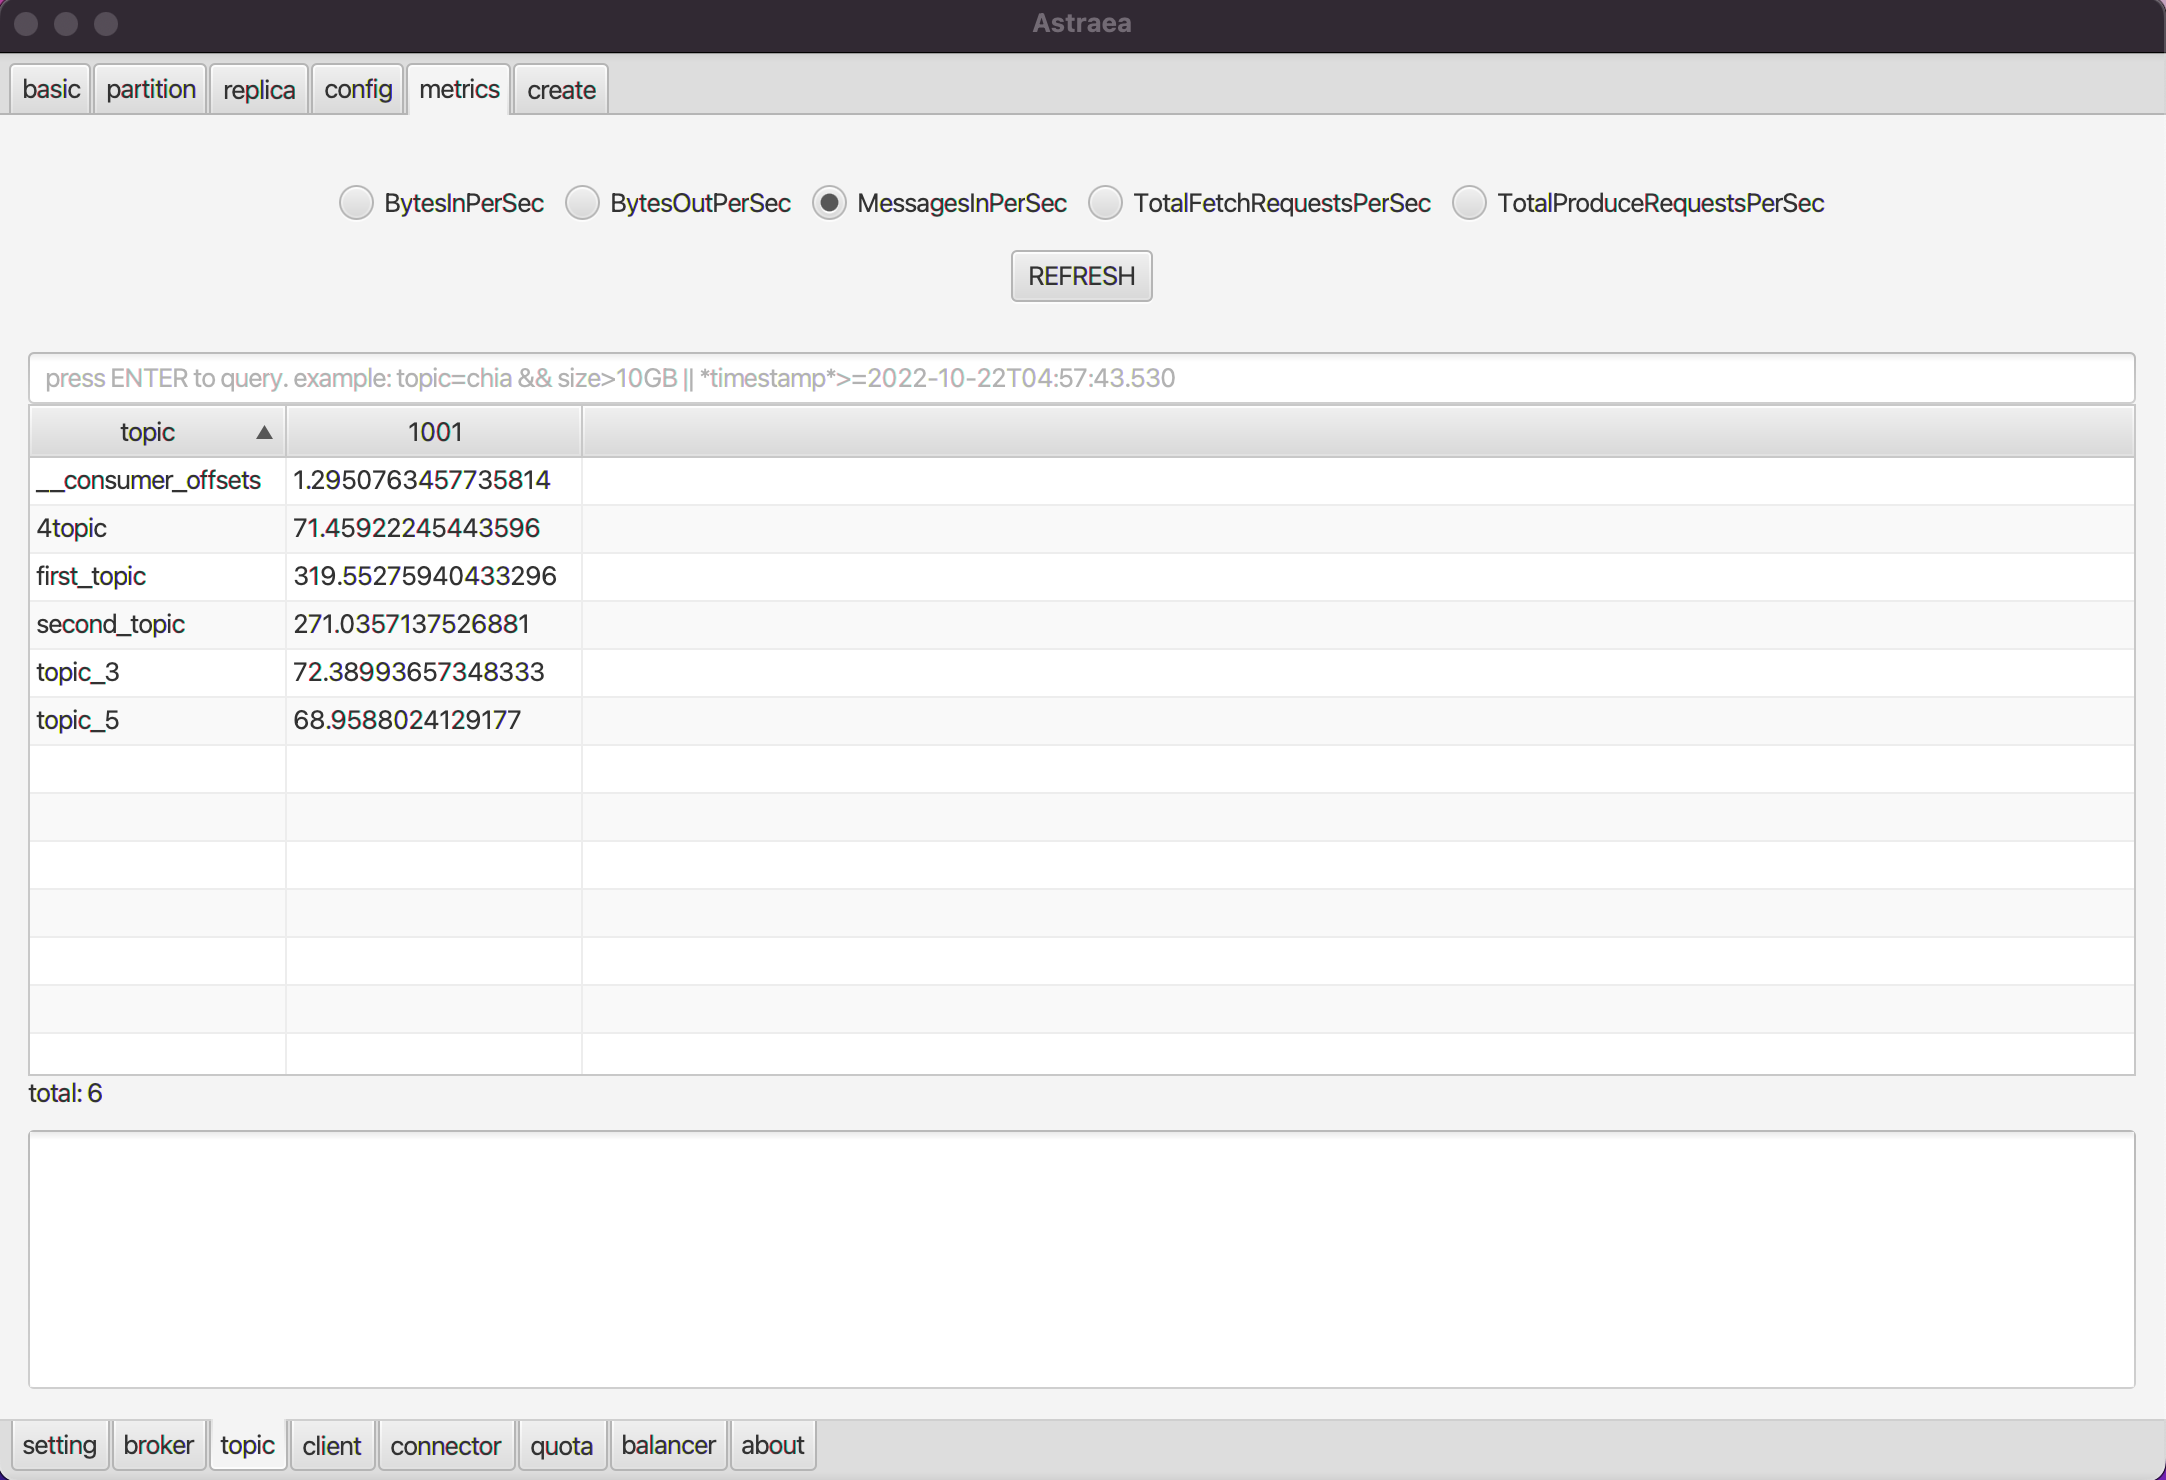 Astraea
basic partition replica config metrics create
BytesInPerSec BytesOutPerSec MessagesInPerSec TotalFetchRequestsPerSec TotalProduceRequestsPerSec
REFRESH
press ENTER to query. example: topic=chia && size>10GB || *timestamp*>=2022-10-22T04:57:43.530
topic 1001
__consumer_offsets 1.2950763457735814
4topic 71.45922245443596
first_topic 319.55275940433296
second_topic 271.0357137526881
topic_3 72.38993657348333
topic_5 68.9588024129177
total: 6
setting broker topic client connector quota balancer about